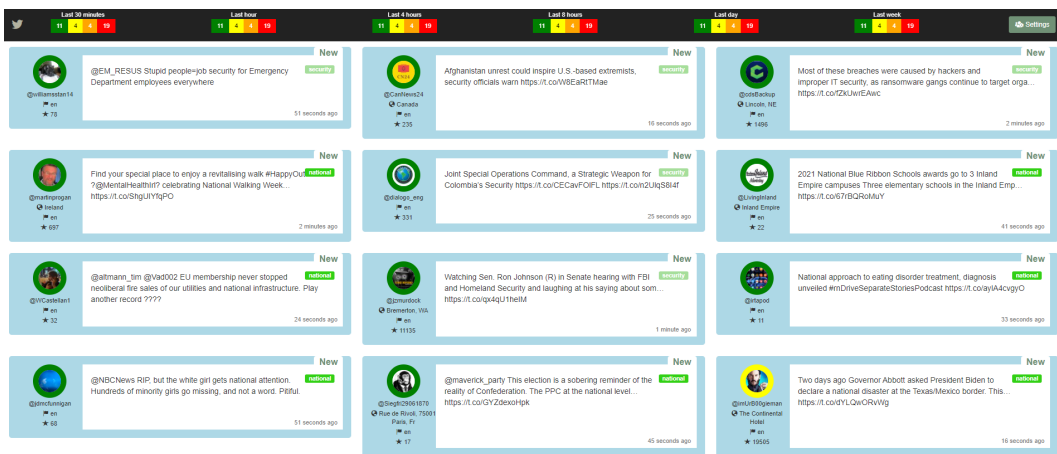 Last 30 minutes
11 4 4 19
Last hour
11 4 4 19
Last 4 hours
11 4 4 19
Last 8 hours
11 4 4 19
Last day
11 4 4 19
Last week
11 4 4 19
Settings
New
@williamastan14
en
78
@EM_RESUS Stupid people=job security for Emergency
Department employees everywhere
security
51 seconds ago
New
@CanNews24
Canada
en
235
Afghanistan unrest could inspire U.S.-based extremists,
security officials warn https://t.co/W8EaRtTMae
security
16 seconds ago
New
@cdsBackup
Lincoln, NE
en
1496
Most of these breaches were caused by hackers and
improper IT security, as ransomware gangs continue to target orga…
https://t.co/fZkUwrEAwc
security
2 minutes ago
New
@martinprogan
Ireland
en
697
Find your special place to enjoy a revitalising walk #HappyOut
?@MentalHealthIrl? celebrating National Walking Week…
https://t.co/ShgUIYfqPO
national
2 minutes ago
New
@dialogo_eng
en
331
Joint Special Operations Command, a Strategic Weapon for
Colombia's Security https://t.co/CECavFOIFL https://t.co/n2UlqS8I4f
security
25 seconds ago
New
@LivingInland
Inland Empire
en
22
2021 National Blue Ribbon Schools awards go to 3 Inland
Empire campuses Three elementary schools in the Inland Emp…
https://t.co/67rBQRoMuY
national
41 seconds ago
New
@WCastellan1
en
32
@altmann_tim @Vad002 EU membership never stopped
neoliberal fire sales of our utilities and national infrastructure. Play
another record ????
national
24 seconds ago
New
@jcmurdock
Bremerton, WA
en
11135
Watching Sen. Ron Johnson (R) in Senate hearing with FBI
and Homeland Security and laughing at his saying about som…
https://t.co/qx4qU1heIM
security
1 minute ago
New
@irtapod
en
11
National approach to eating disorder treatment, diagnosis
unveiled #mDriveSeparateStoriesPodcast https://t.co/aylA4cvgyO
national
33 seconds ago
New
@jdmcfunnigan
en
68
@NBCNews RIP, but the white girl gets national attention.
Hundreds of minority girls go missing, and not a word. Pitiful.
national
51 seconds ago
New
@Siegfri29861870
Rue de Rivoli, 75001
Paris, Fr
en
17
@maverick_party This election is a sobering reminder of the
reality of Confederation. The PPC at the national level…
https://t.co/GYZdexoHpk
national
45 seconds ago
New
@imUrB00gieman
The Continental
Hotel
en
19505
Two days ago Governor Abbott asked President Biden to
declare a national disaster at the Texas/Mexico border. This…
https://t.co/dYLQwORvWg
national
16 seconds ago